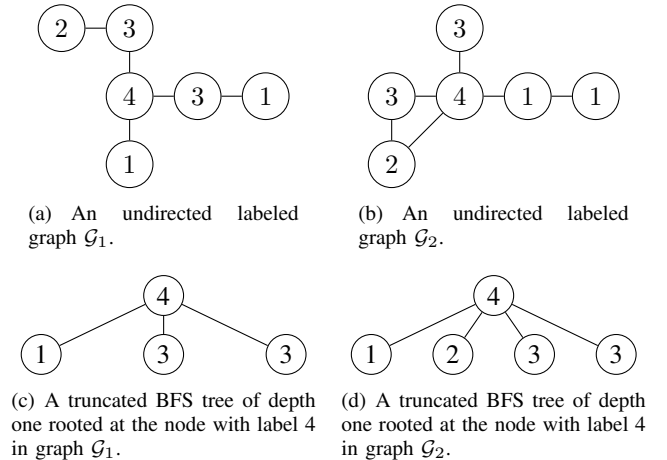 2 3
3
4 3 1
3 4 1 1
1
2
(a) An undirected labeled
graph G₁.
(b) An undirected labeled
graph G₂.
4
1 3 3
4
1 2 3 3
(c) A truncated BFS tree of depth
one rooted at the node with label 4
in graph G₁.
(d) A truncated BFS tree of depth
one rooted at the node with label 4
in graph G₂.